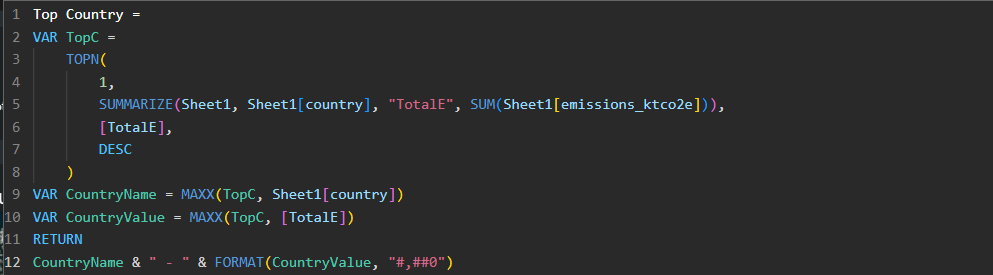 1 Top Country =
2 VAR TopC =
3 TOPN(
4 1,
5 SUMMARIZE(Sheet1, Sheet1[country], "TotalE", SUM(Sheet1[emissions_ktco2e])),
6 [TotalE],
7 DESC
8 )
9 VAR CountryName = MAXX(TopC, Sheet1[country])
10 VAR CountryValue = MAXX(TopC, [TotalE])
11 RETURN
12 CountryName & " - " & FORMAT(CountryValue, "#,##0")